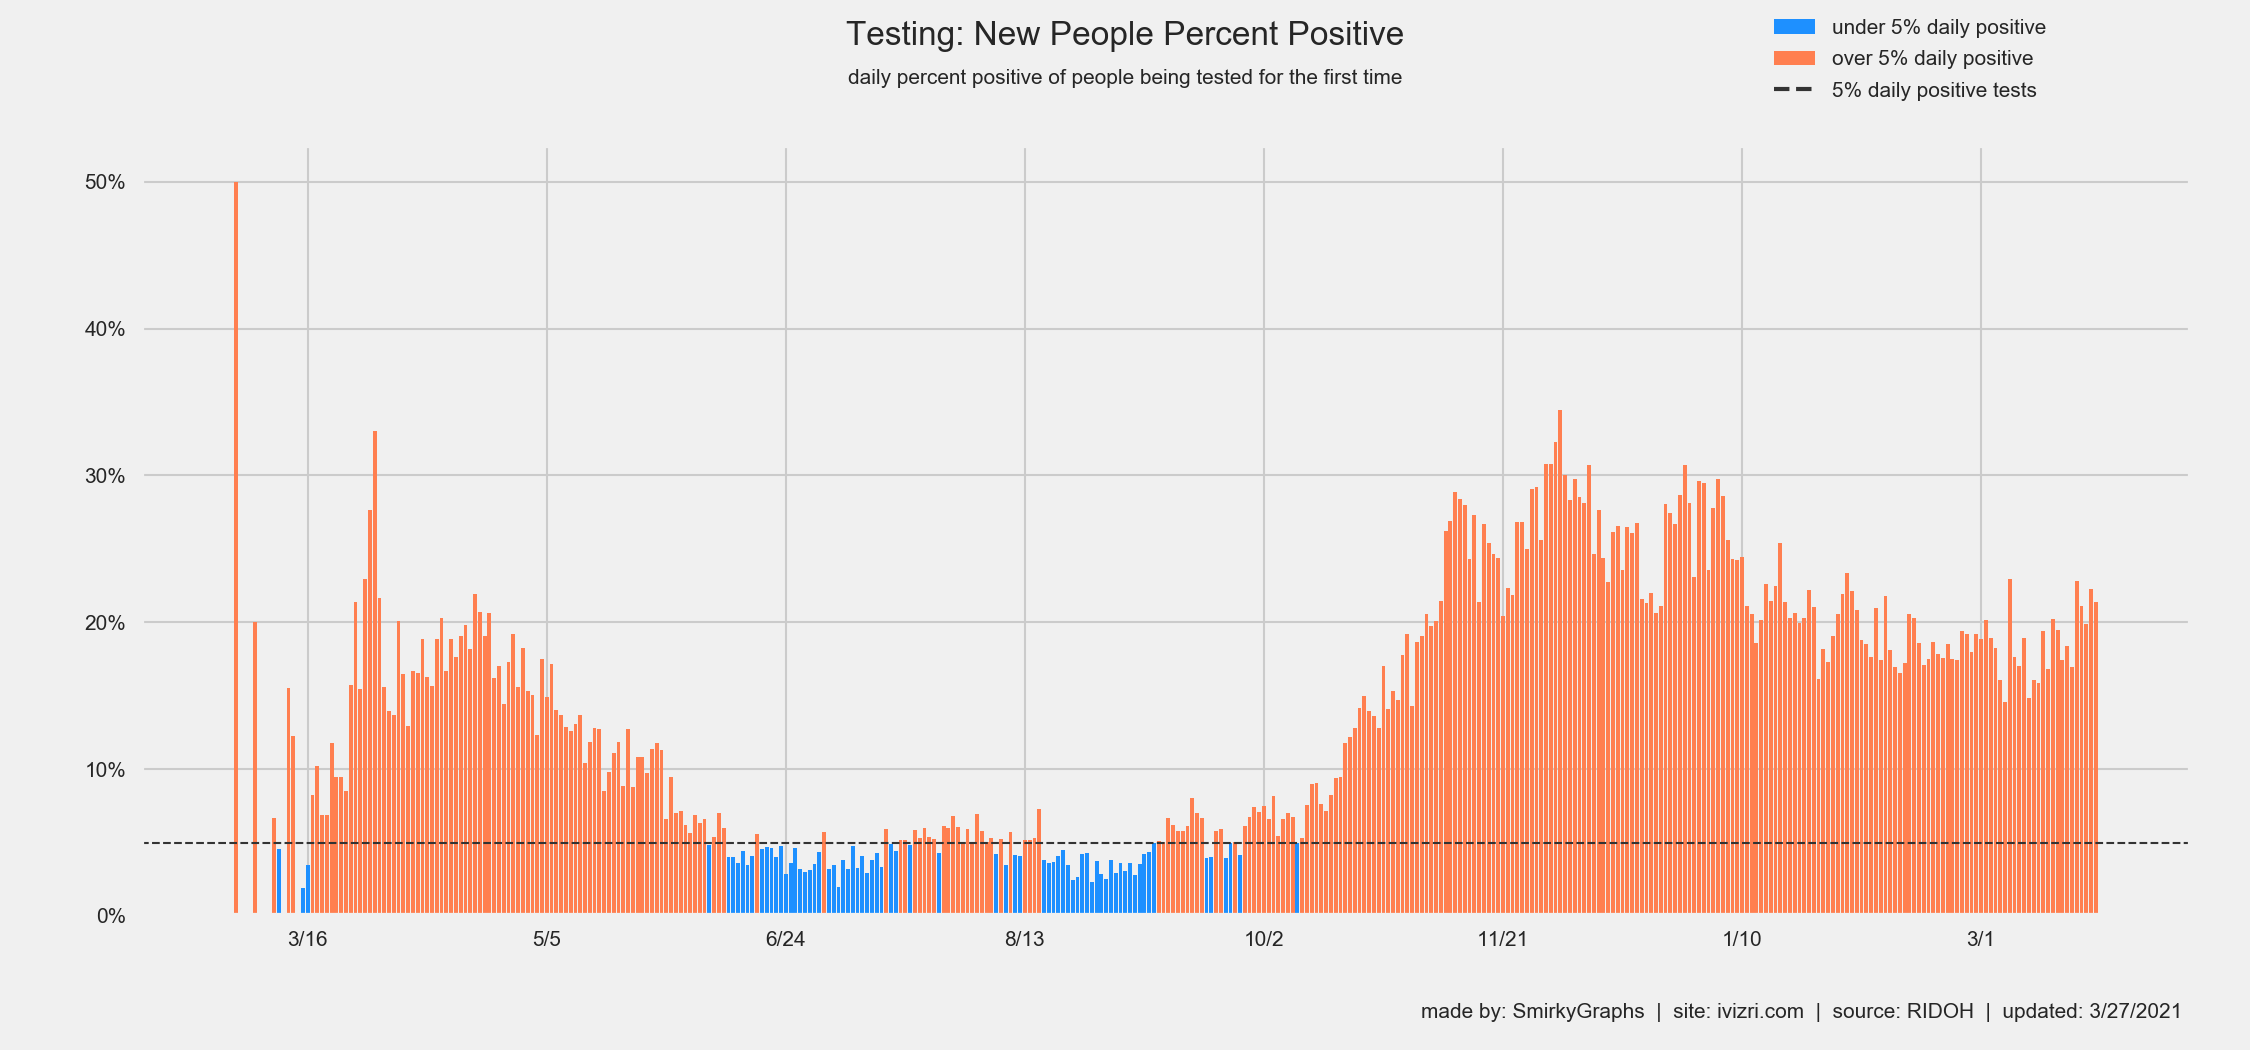 Testing: New People Percent Positive
daily percent positive of people being tested for the first time
under 5% daily positive
over 5% daily positive
5% daily positive tests
50%
40%
30%
20%
10%
0%
3/16 5/5 6/24 8/13 10/2 11/21 1/10 3/1
made by: SmirkyGraphs | site: ivizri.com | source: RIDOH | updated: 3/27/2021